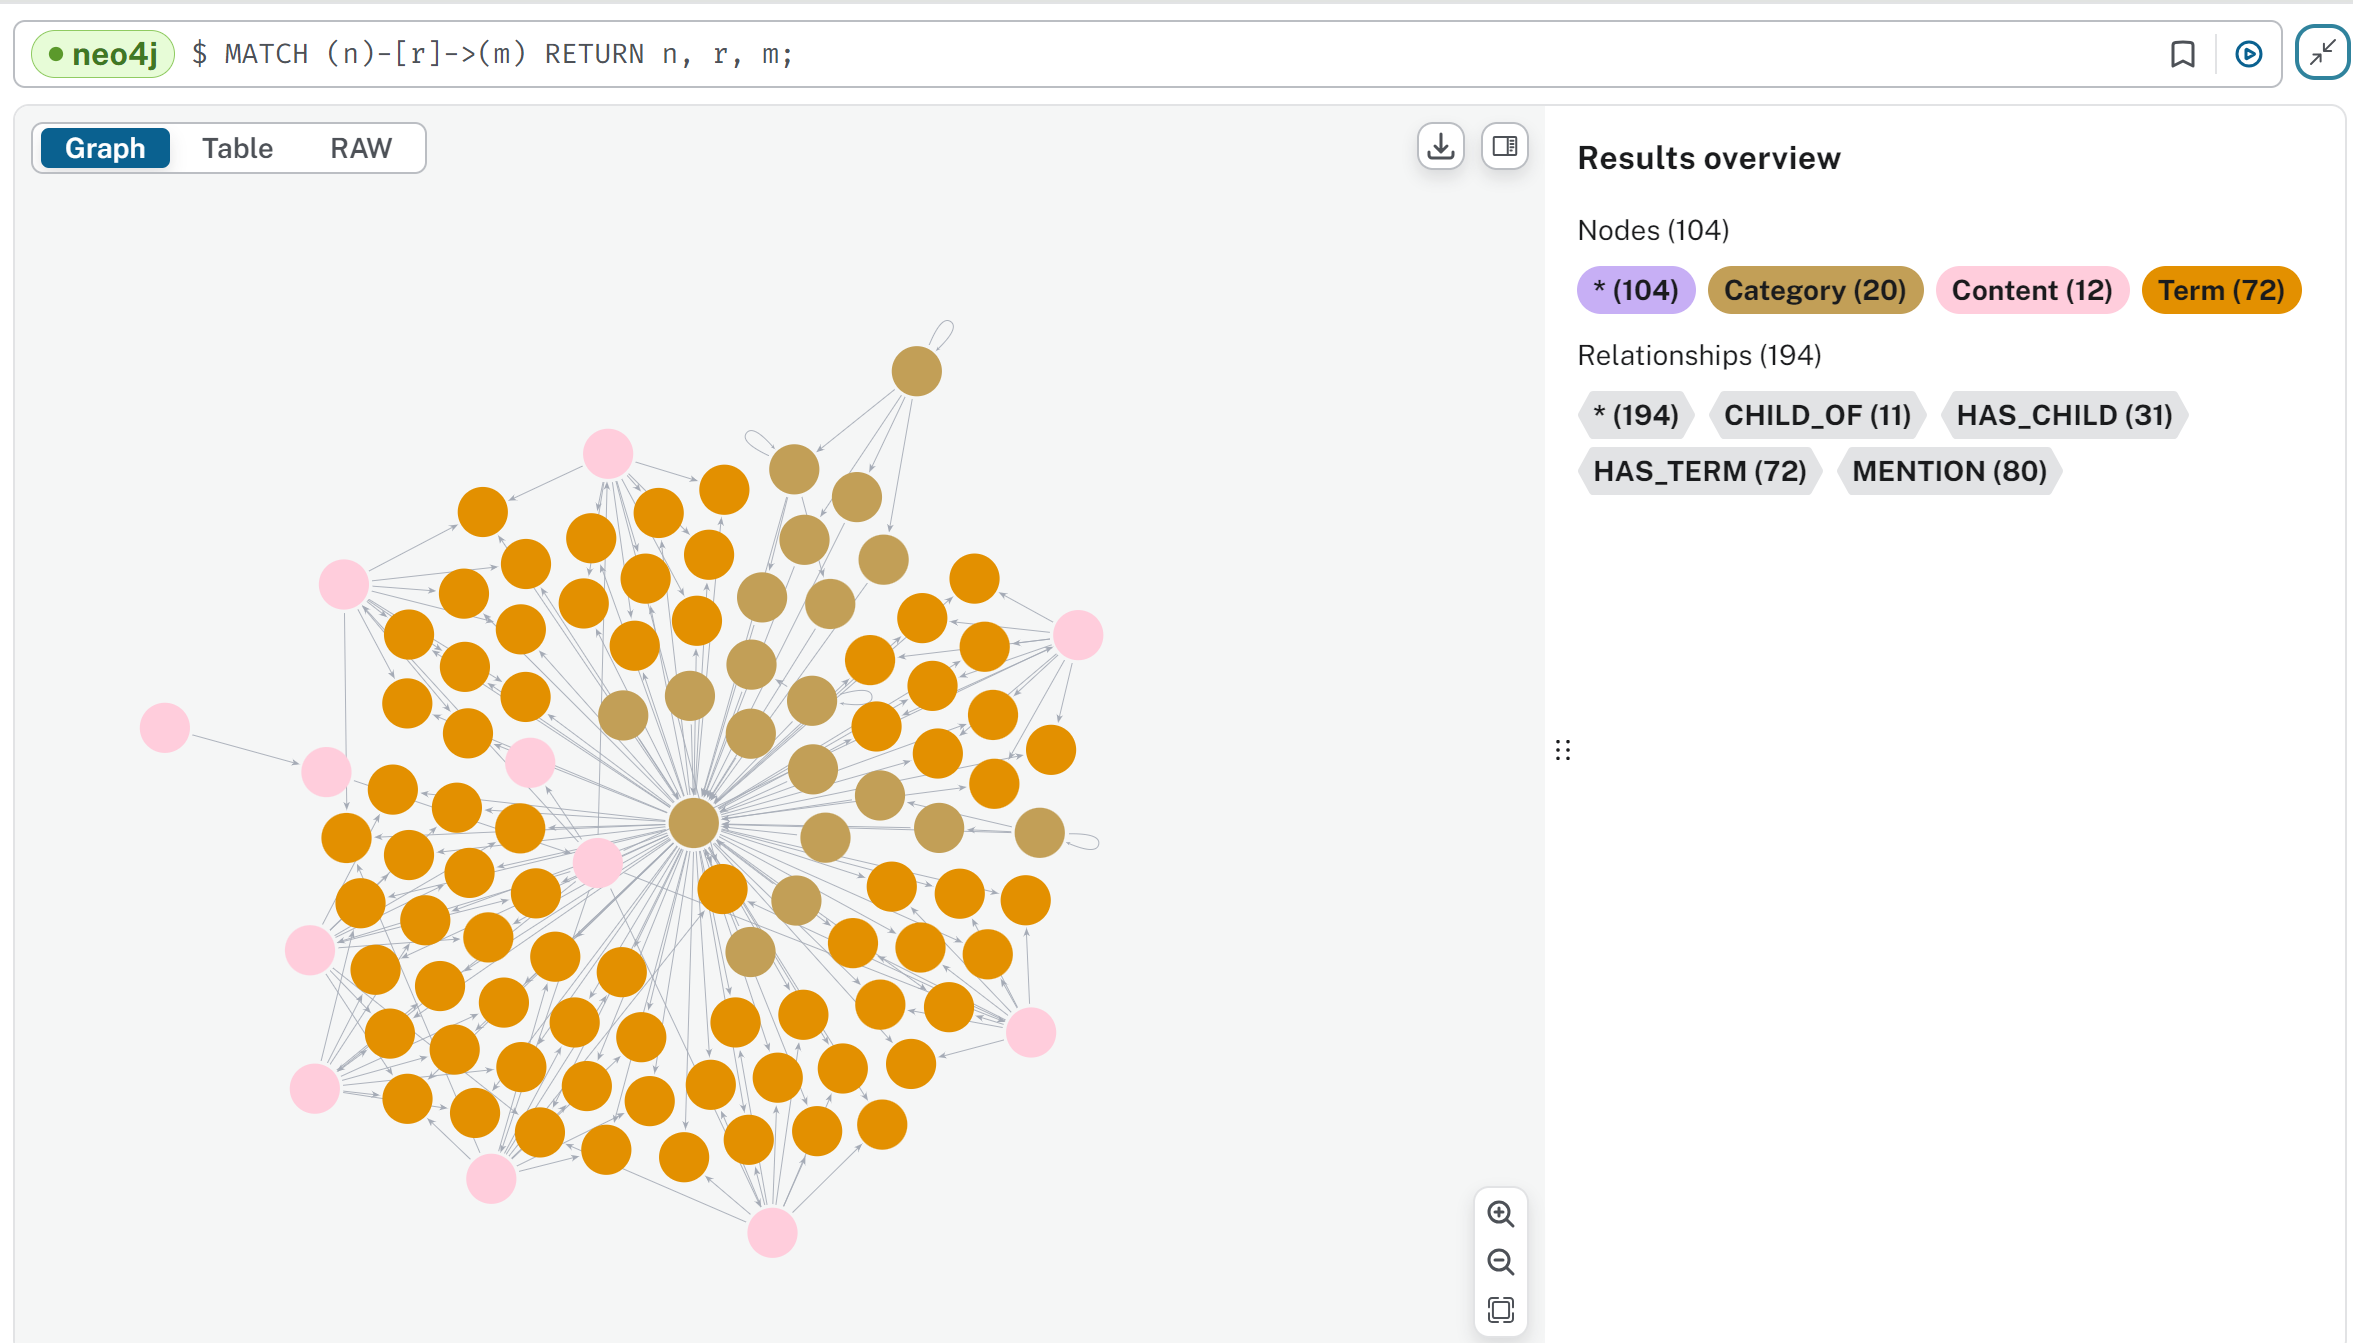 neo4j $ MATCH (n)-[r]->(m) RETURN n, r, m;
Graph Table RAW
Results overview
Nodes (104)
* (104) Category (20) Content (12) Term (72)
Relationships (194)
* (194) CHILD_OF (11) HAS_CHILD (31)
HAS_TERM (72) MENTION (80)